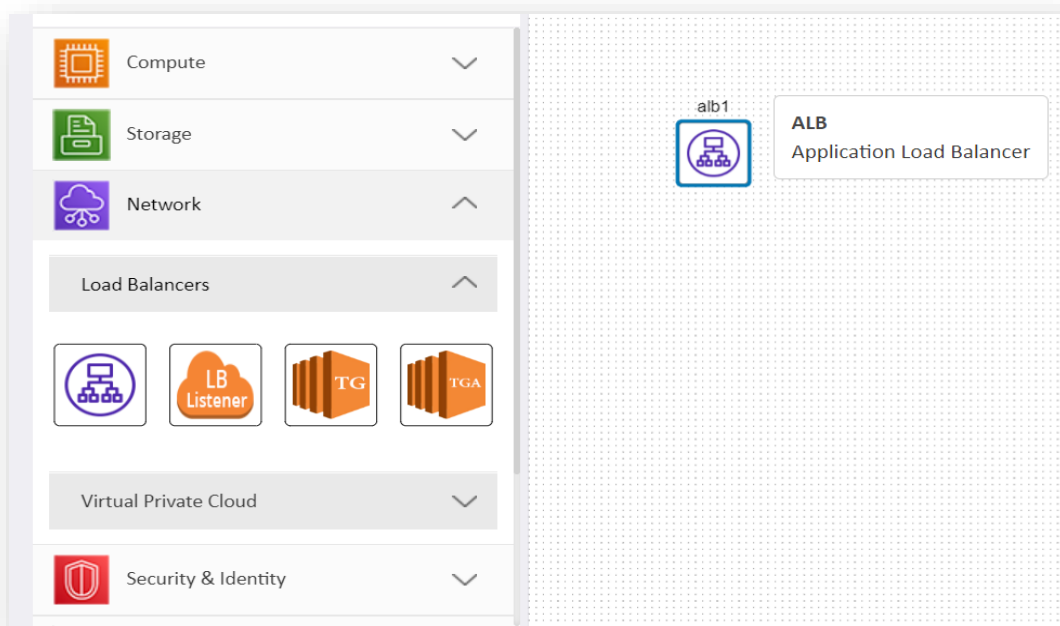 Compute
Storage
Network
Load Balancers
LB
Listener
TG
TGA
Virtual Private Cloud
Security & Identity
alb1
ALB
Application Load Balancer